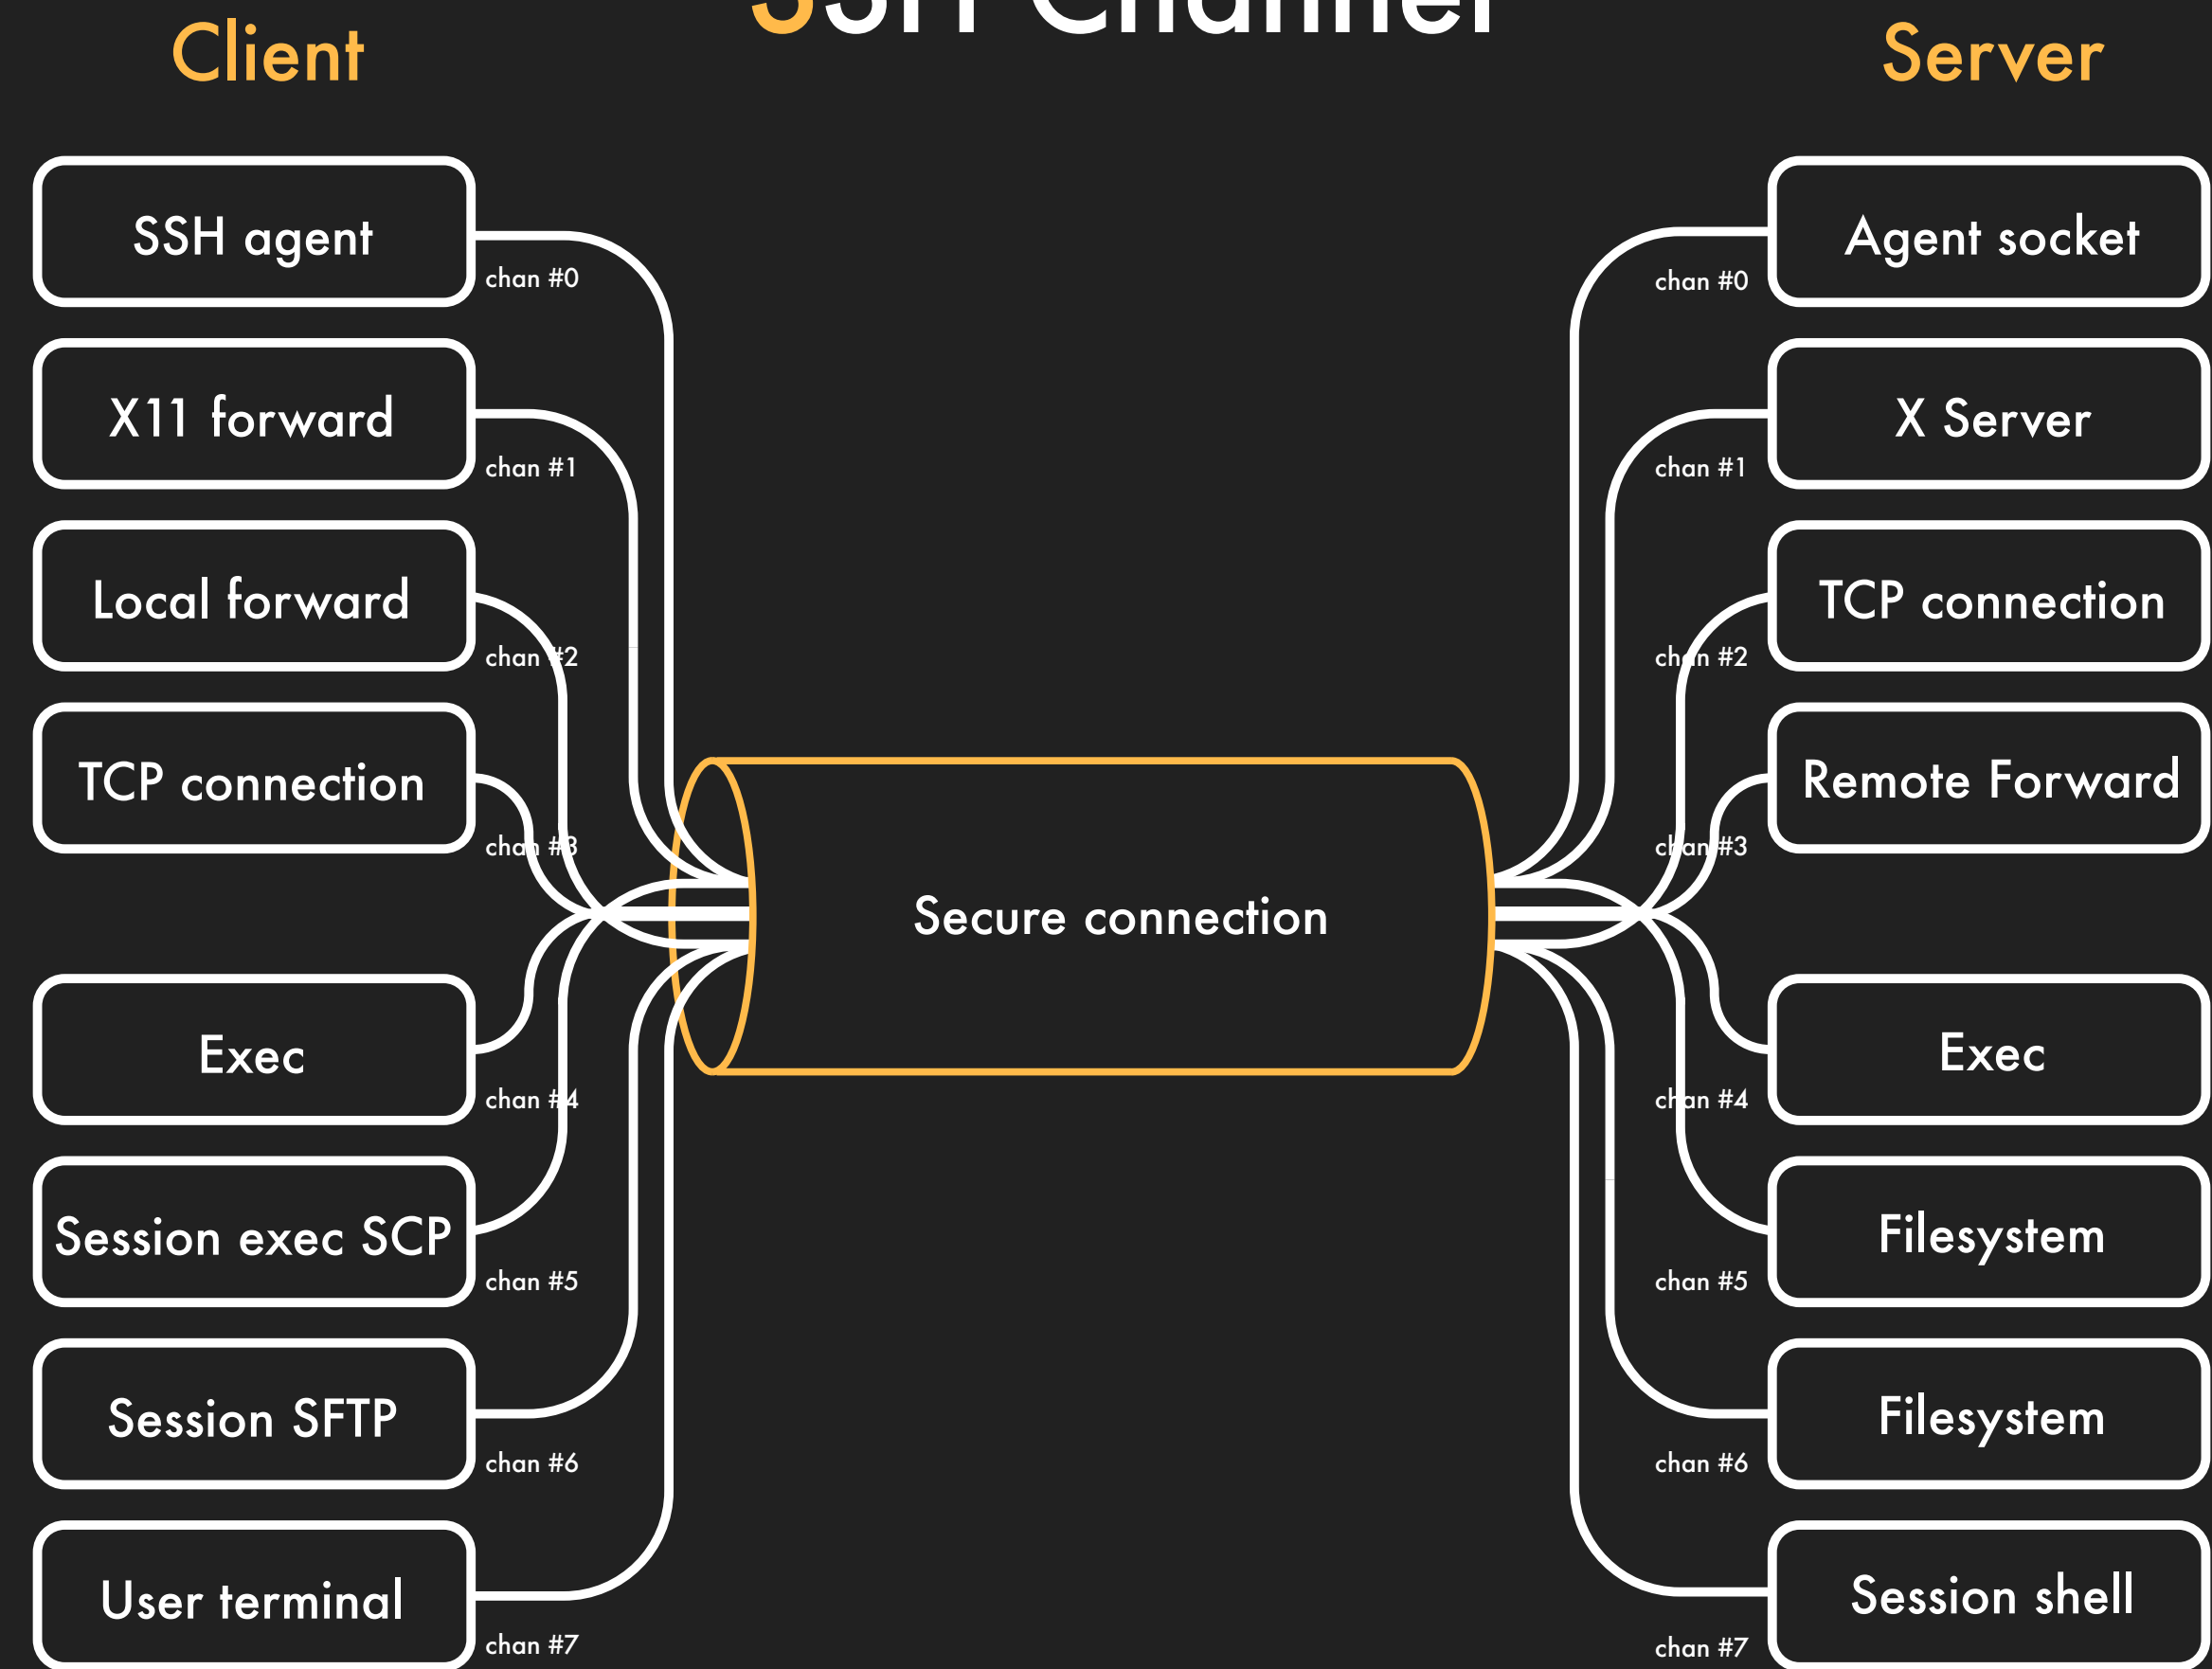 SSH Channel
Client
Server
SSH agent
chan #0
chan #0
Agent socket
X11 forward
chan #1
chan #1
X Server
Local forward
chan #2
chan #2
TCP connection
TCP connection
chan #3
chan #3
Remote Forward
Secure connection
Exec
chan #4
chan #4
Exec
Session exec SCP
chan #5
chan #5
Filesystem
Session SFTP
chan #6
chan #6
Filesystem
User terminal
chan #7
chan #7
Session shell